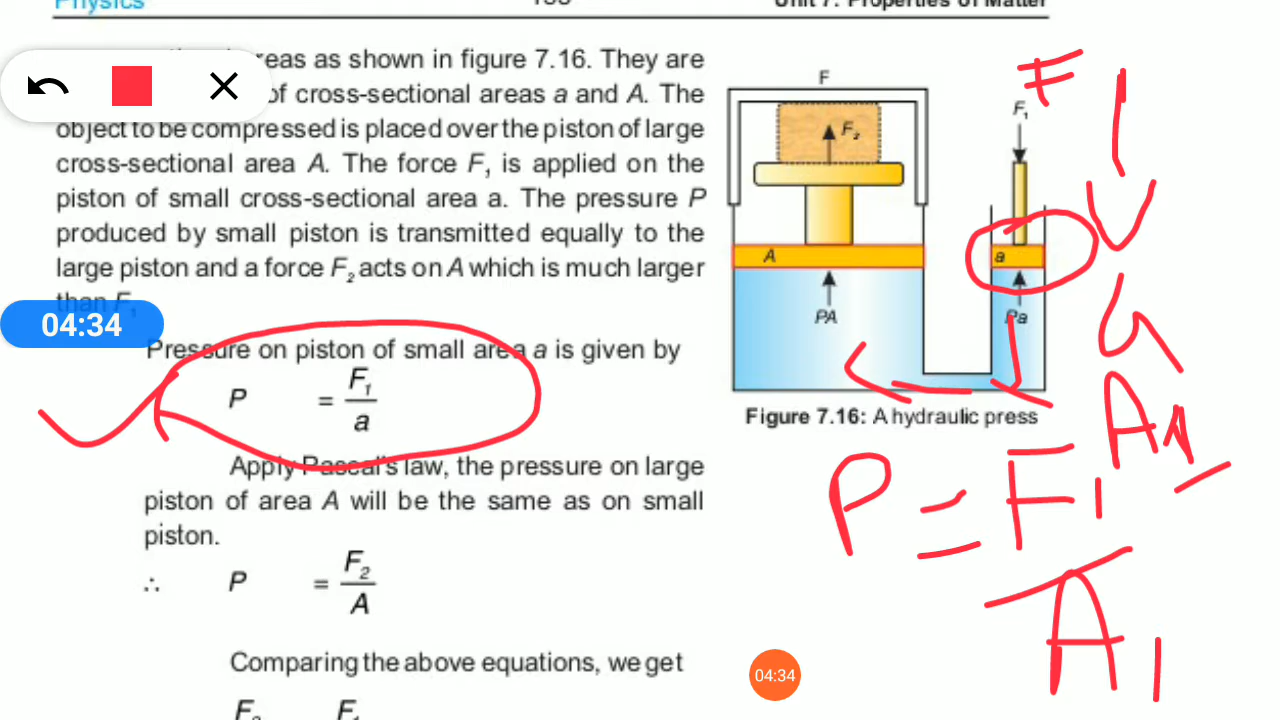 Physics
Unit 7: Properties of Matter
reas as shown in figure 7.16. They are
of cross-sectional areas a and A. The
object to be compressed is placed over the piston of large
cross-sectional area A. The force F, is applied on the
piston of small cross-sectional area a. The pressure P
produced by small piston is transmitted equally to the
large piston and a force F₂ acts on A which is much larger
than F₁
04:34
Pressure on piston of small area a is given by
P = F₁/a
Apply Pascal's law, the pressure on large
piston of area A will be the same as on small
piston.
∴ P = F₂/A
Comparing the above equations, we get
F₂ F₁
F
F₂
F₁
A
a
PA
Pa
Figure 7.16: A hydraulic press
F
P = F1
A1
04:34